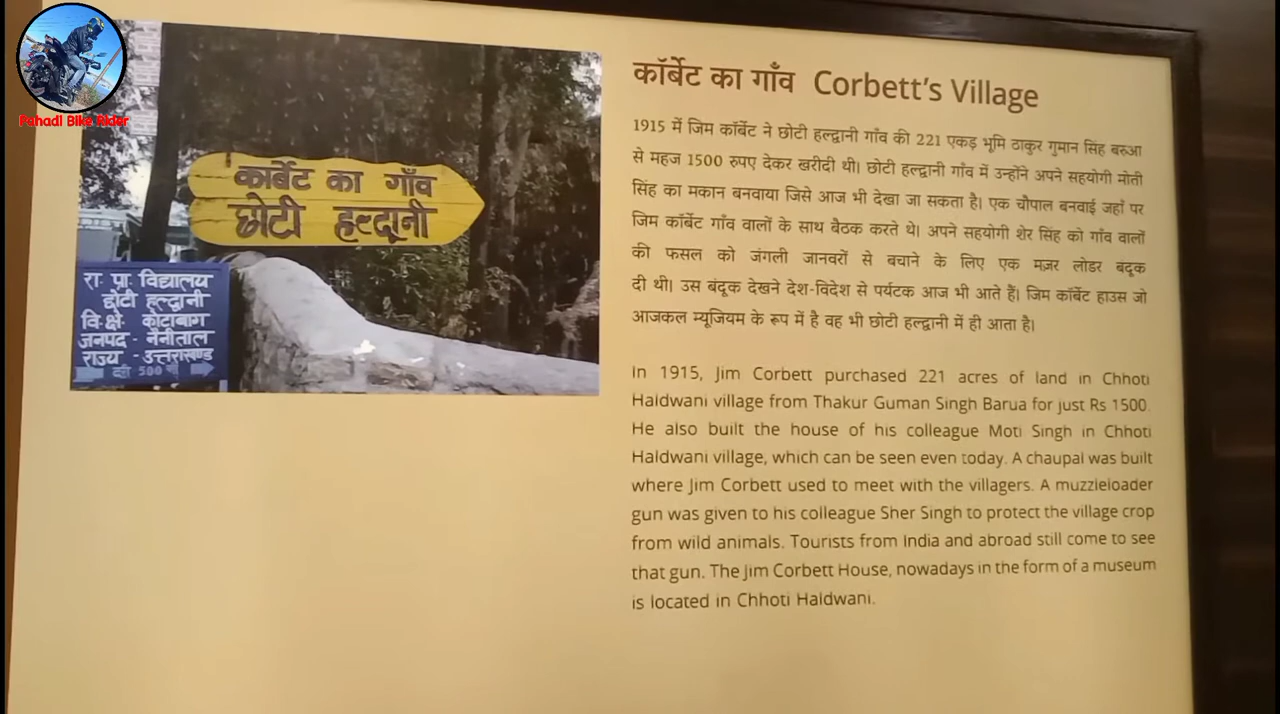 Pahadi Bike Rider
कार्बेट का गाँव
छोटी हल्द्वानी
रा. प्रा. विद्यालय
छोटी हल्द्वानी
वि. क्षे- कोटाबाग
जनपद - नैनीताल
राज्य - उत्तराखण्ड
दूरी 500 मी
कॉर्बेट का गाँव Corbett's Village
1915 में जिम कॉर्बेट ने छोटी हल्द्वानी गाँव की 221 एकड़ भूमि ठाकुर गुमान सिंह बरुआ
से महज 1500 रुपए देकर खरीदी थी। छोटी हल्द्वानी गाँव में उन्होंने अपने सहयोगी मोती
सिंह का मकान बनवाया जिसे आज भी देखा जा सकता है। एक चौपाल बनवाई जहाँ पर
जिम कॉर्बेट गाँव वालों के साथ बैठक करते थे। अपने सहयोगी शेर सिंह को गाँव वालों
की फसल को जंगली जानवरों से बचाने के लिए एक मज़र लोडर बंदूक
दी थी। उस बंदूक देखने देश-विदेश से पर्यटक आज भी आते हैं। जिम कॉर्बेट हाउस जो
आजकल म्यूजियम के रूप में है वह भी छोटी हल्द्वानी में ही आता है।
In 1915, Jim Corbett purchased 221 acres of land in Chhoti
Haldwani village from Thakur Guman Singh Barua for just Rs 1500.
He also built the house of his colleague Moti Singh in Chhoti
Haldwani village, which can be seen even today. A chaupal was built
where Jim Corbett used to meet with the villagers. A muzzleloader
gun was given to his colleague Sher Singh to protect the village crop
from wild animals. Tourists from India and abroad still come to see
that gun. The Jim Corbett House, nowadays in the form of a museum
is located in Chhoti Haldwani.